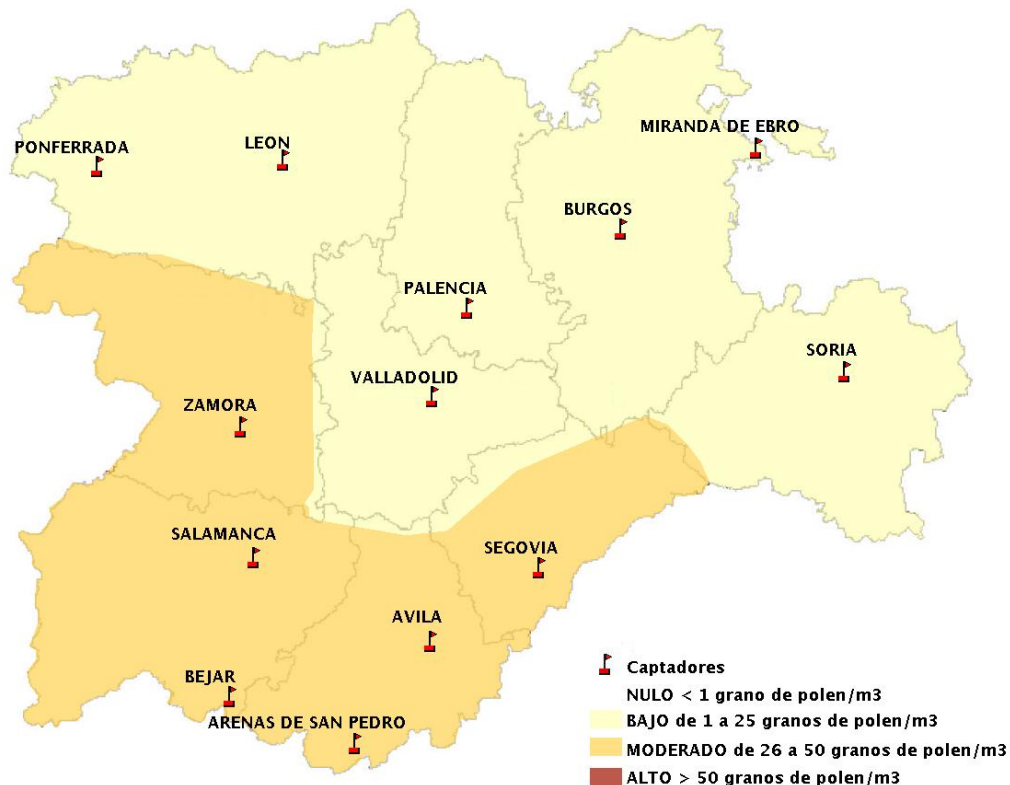 MIRANDA DE EBRO
PONFERRADA
LEON
BURGOS
PALENCIA
SORIA
VALLADOLID
ZAMORA
SALAMANCA
SEGOVIA
AVILA
BEJAR
ARENAS DE SAN PEDRO
Captadores
NULO < 1 grano de polen/m3
BAJO de 1 a 25 granos de polen/m3
MODERADO de 26 a 50 granos de polen/m3
ALTO > 50 granos de polen/m3